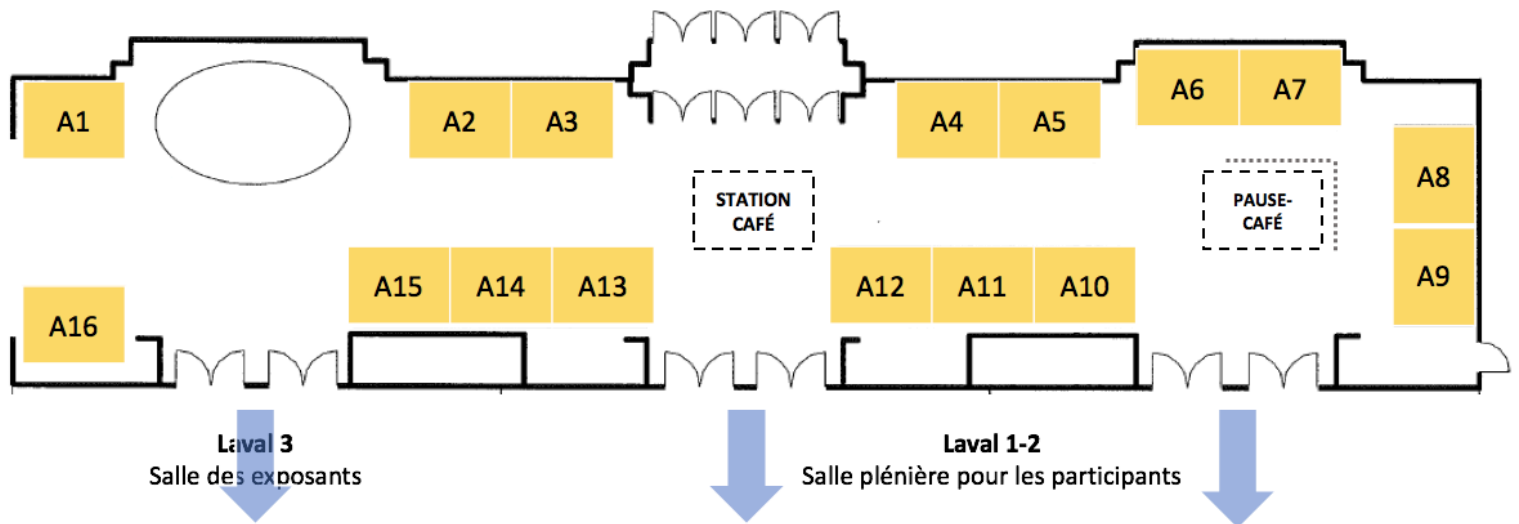 A6
A7
A1
A2
A3
A4
A5
A8
STATION
CAFÉ
PAUSE-
CAFÉ
A15
A14
A13
A12
A11
A10
A9
A16
Laval 3
Salle des exposants
Laval 1-2
Salle plénière pour les participants